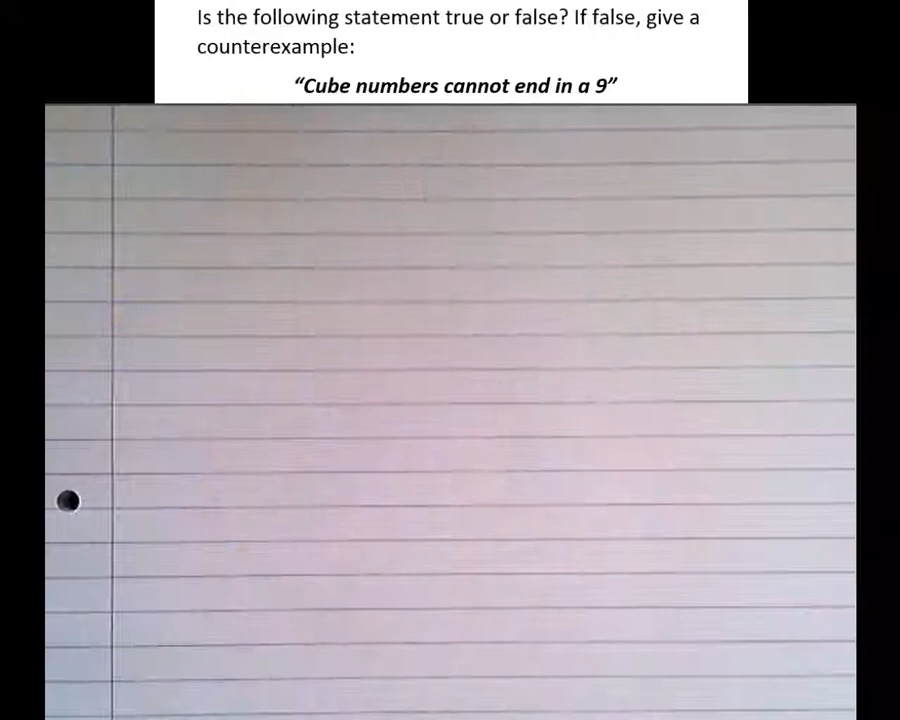 Is the following statement true or false? If false, give a
counterexample:
“Cube numbers cannot end in a 9”